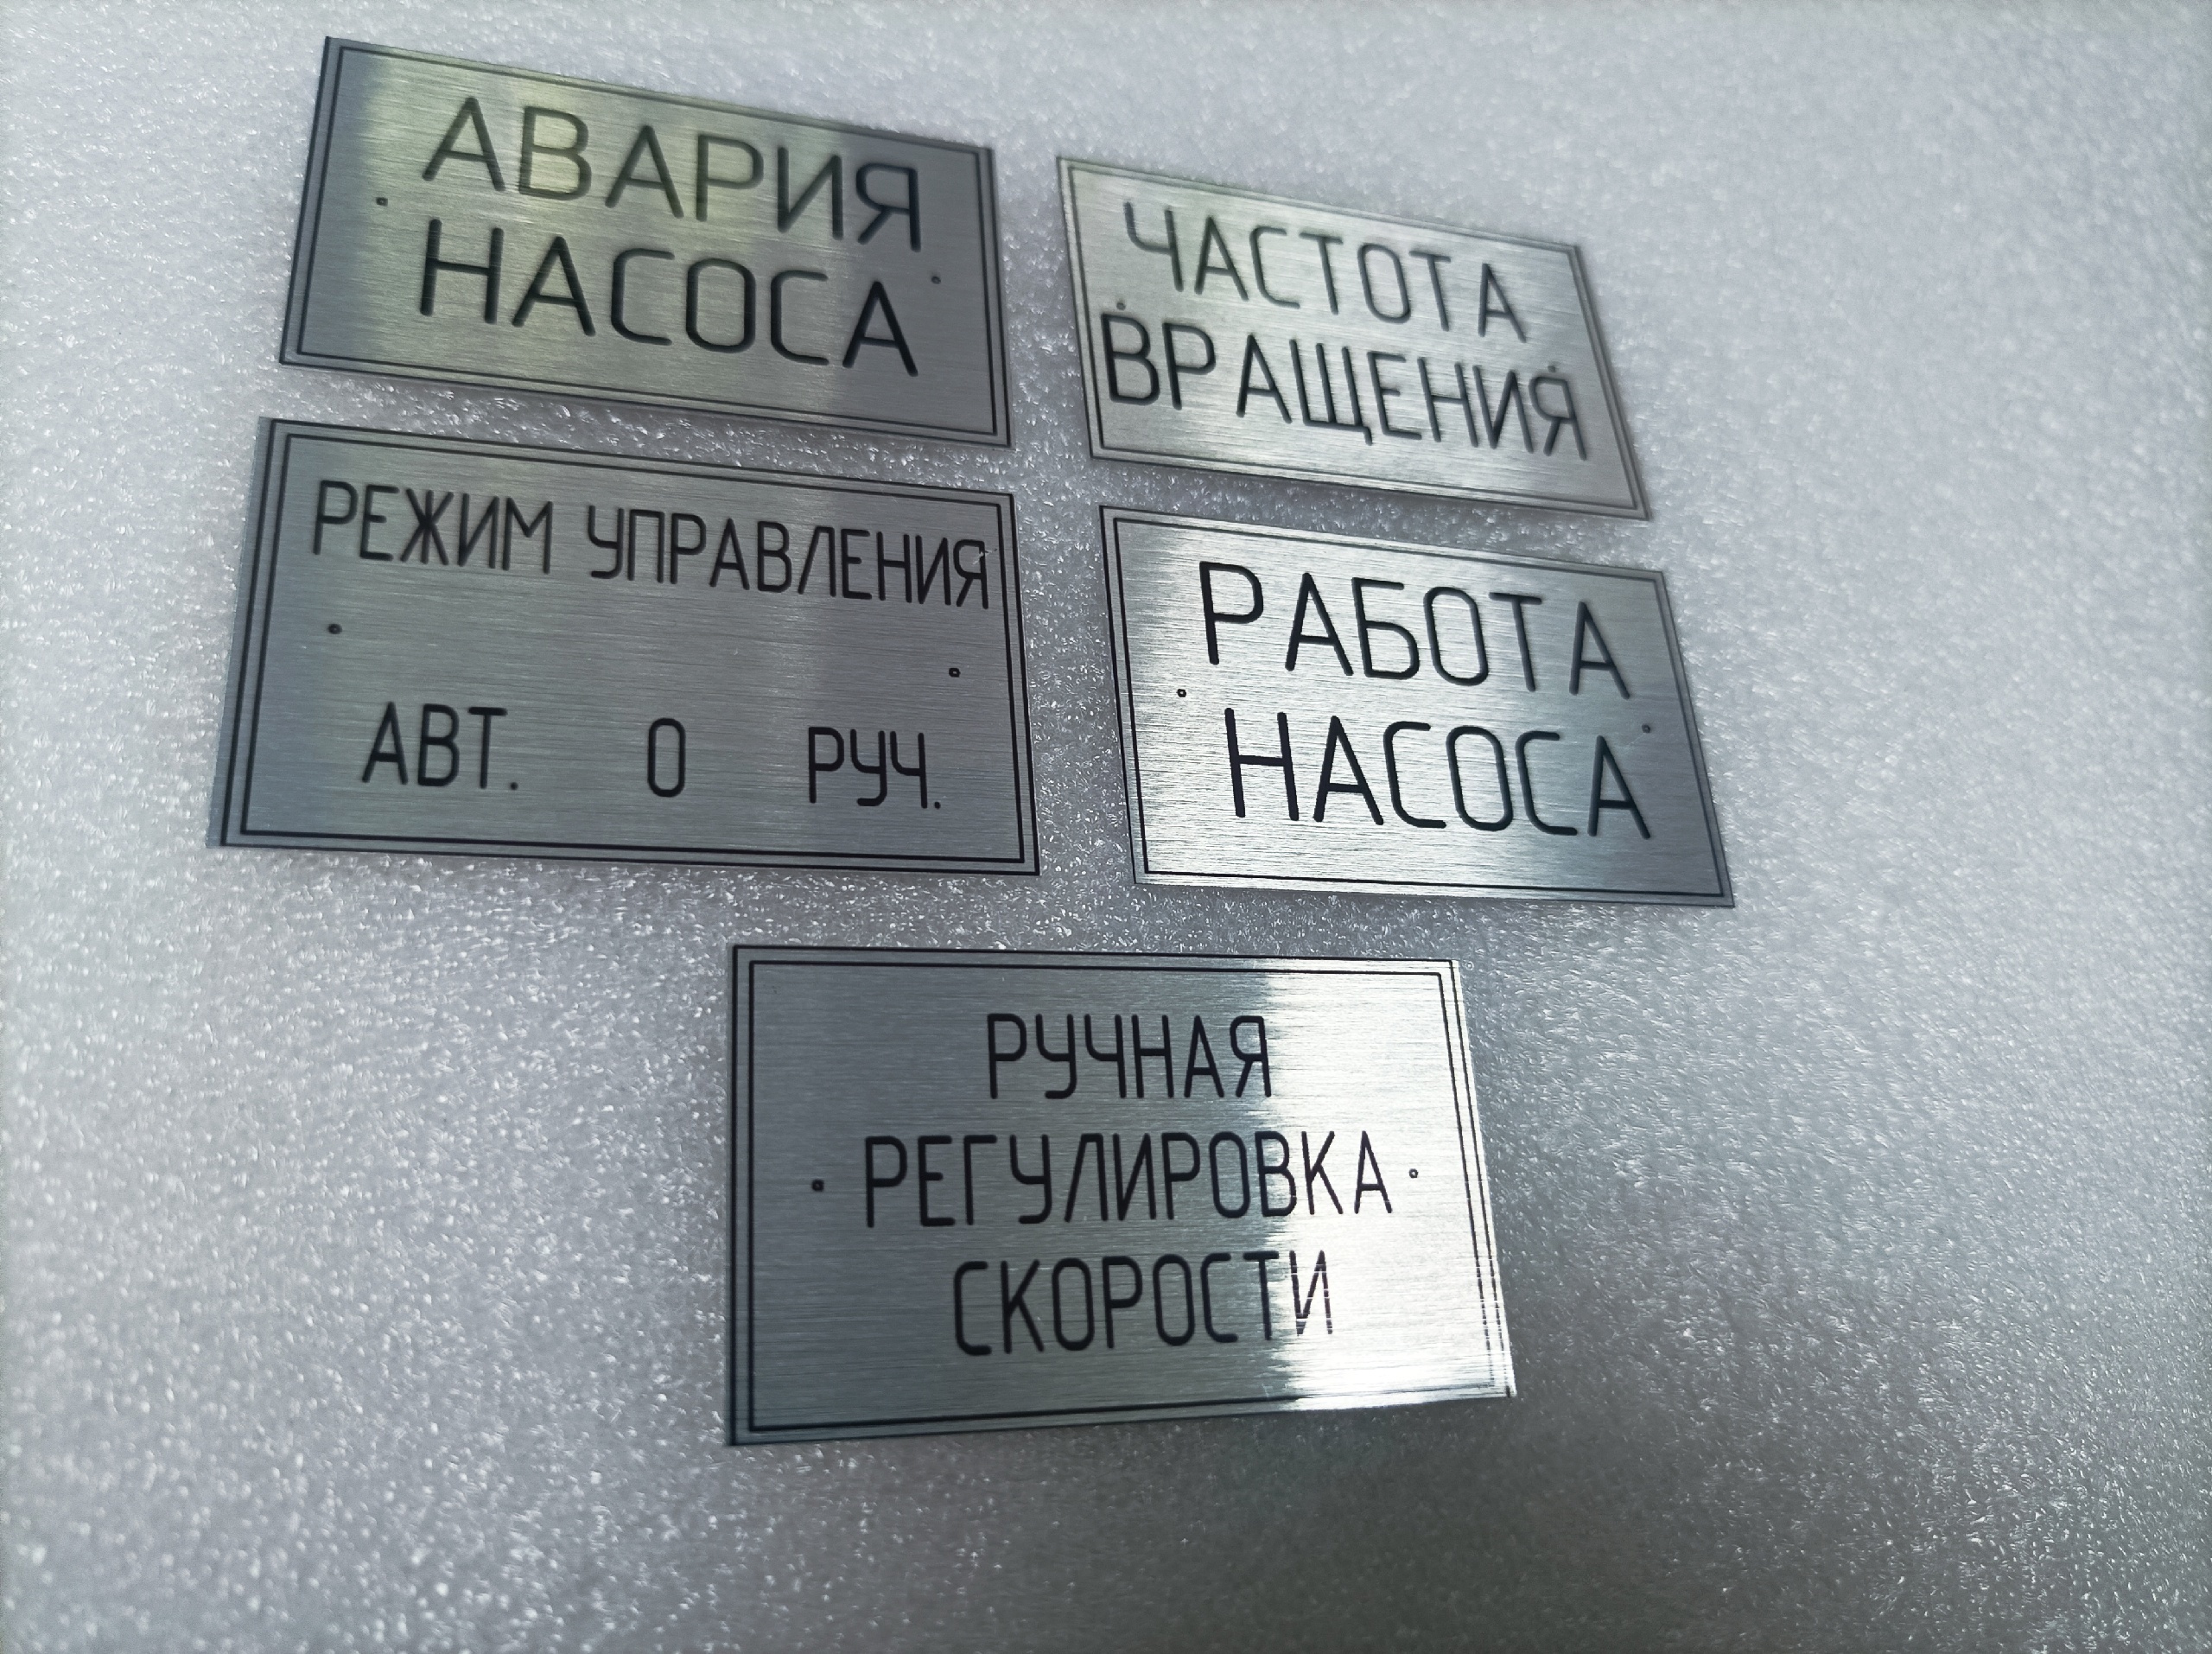 АВАРИЯ
НАСОСА
ЧАСТОТА
ВРАЩЕНИЯ
РЕЖИМ УПРАВЛЕНИЯ
АВТ. 0 РУЧ.
РАБОТА
НАСОСА
РУЧНАЯ
РЕГУЛИРОВКА
СКОРОСТИ